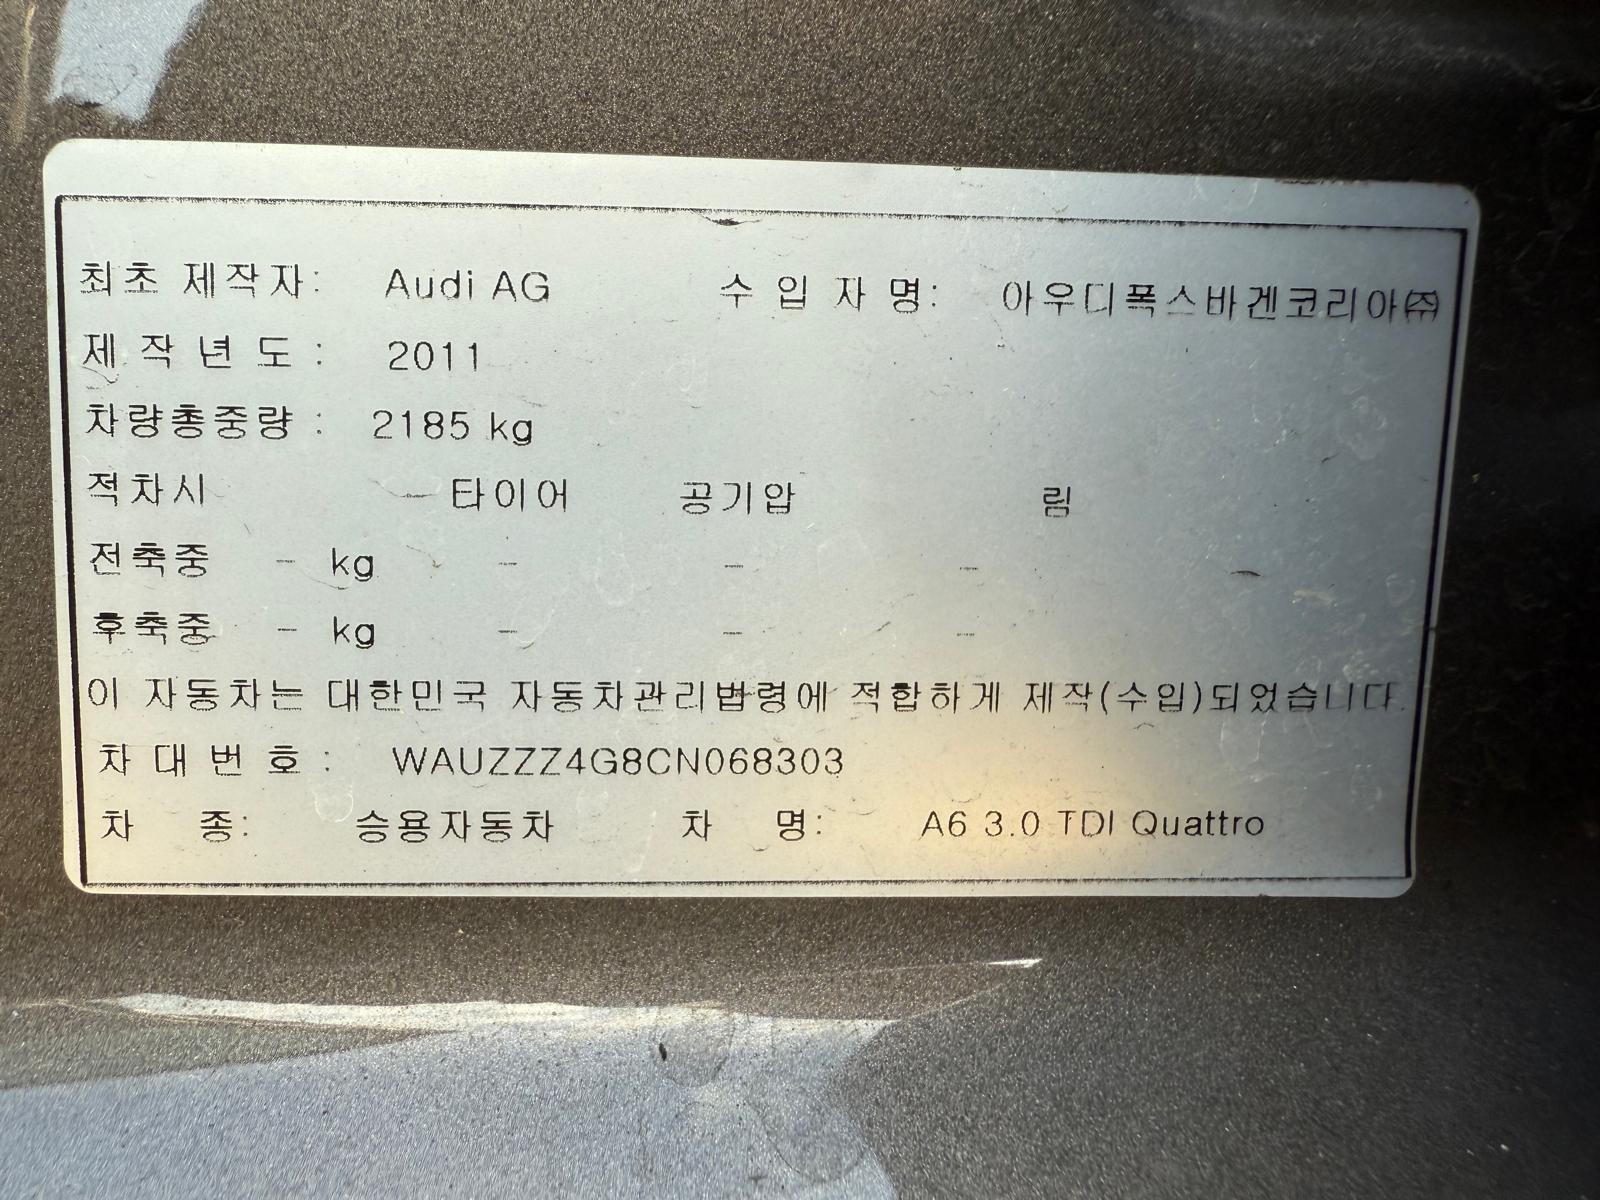 최초 제작자: Audi AG 수 입 자 명: 아우디폭스바겐코리아㈜
제 작 년 도 : 2011
차량총중량 : 2185 kg
적차시 - 타이어 공기압 림
전축중 - kg - - -
후축중 - kg - - -
이 자동차는 대한민국 자동차관리법령에 적합하게 제작(수입)되었습니다.
차 대 번 호 : WAUZZZ4G8CN068303
차 종: 승용자동차 차 명: A6 3.0 TDI Quattro